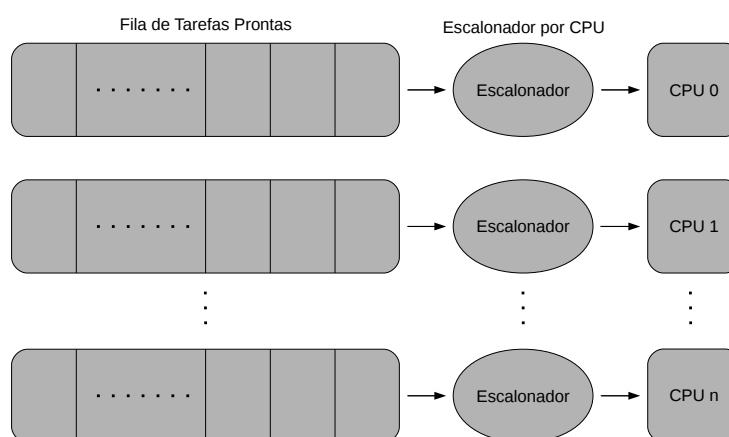 Fila de Tarefas Prontas
Escalonador por CPU
. . . . . . .
Escalonador
CPU 0
. . . . . . .
Escalonador
CPU 1
. . . . . . .
Escalonador
CPU n